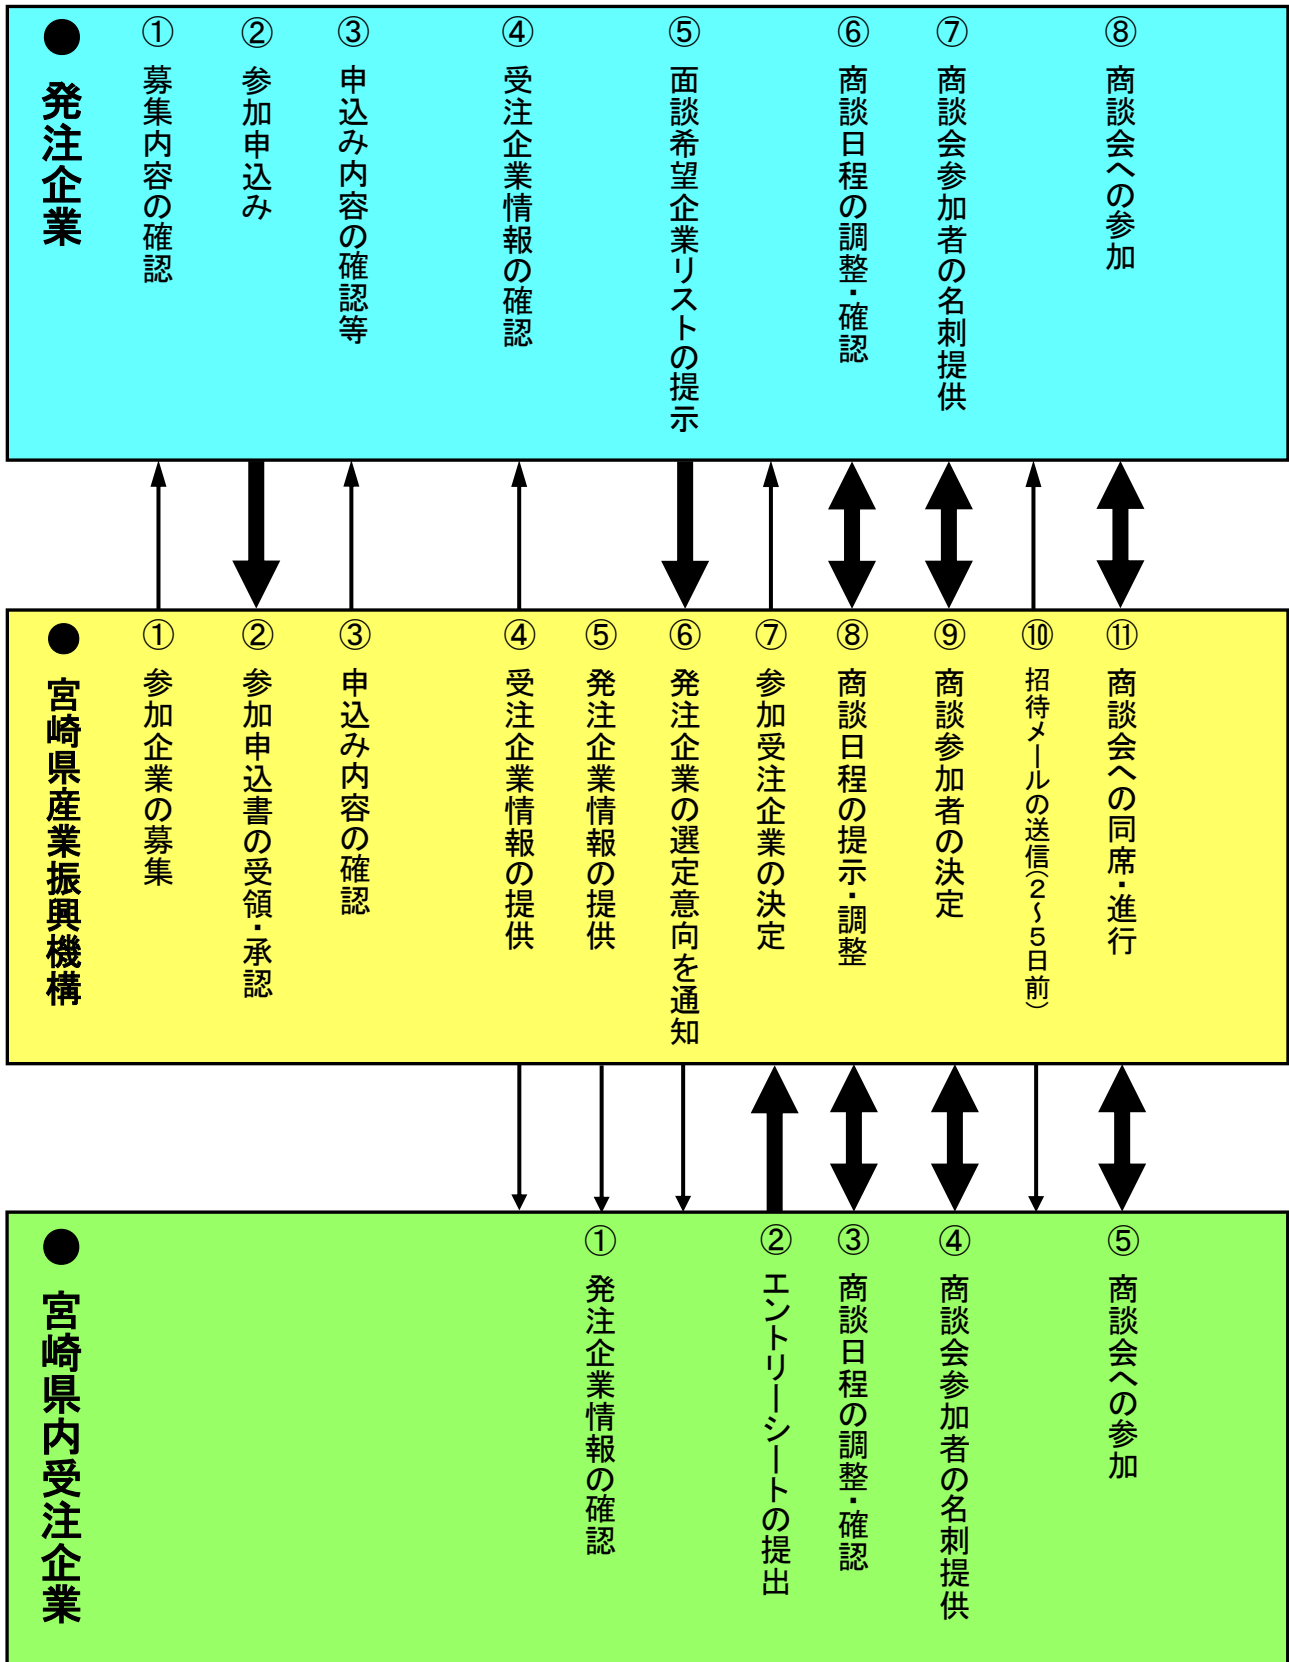 ● 発注企業
① 募集内容の確認
② 参加申込み
③ 申込み内容の確認等
④ 受注企業情報の確認
⑤ 面談希望企業リストの提示
⑥ 商談日程の調整・確認
⑦ 商談会参加者の名刺提供
⑧ 商談会への参加
● 宮崎県産業振興機構
① 参加企業の募集
② 参加申込書の受領・承認
③ 申込み内容の確認
④ 受注企業情報の提供
⑤ 発注企業情報の提供
⑥ 発注企業の選定意向を通知
⑦ 参加受注企業の決定
⑧ 商談日程の提示・調整
⑨ 商談参加者の決定
⑩ 招待メールの送信(2～5日前)
⑪ 商談会への同席・進行
● 宮崎県内受注企業
① 発注企業情報の確認
② エントリーシートの提出
③ 商談日程の調整・確認
④ 商談会参加者の名刺提供
⑤ 商談会への参加